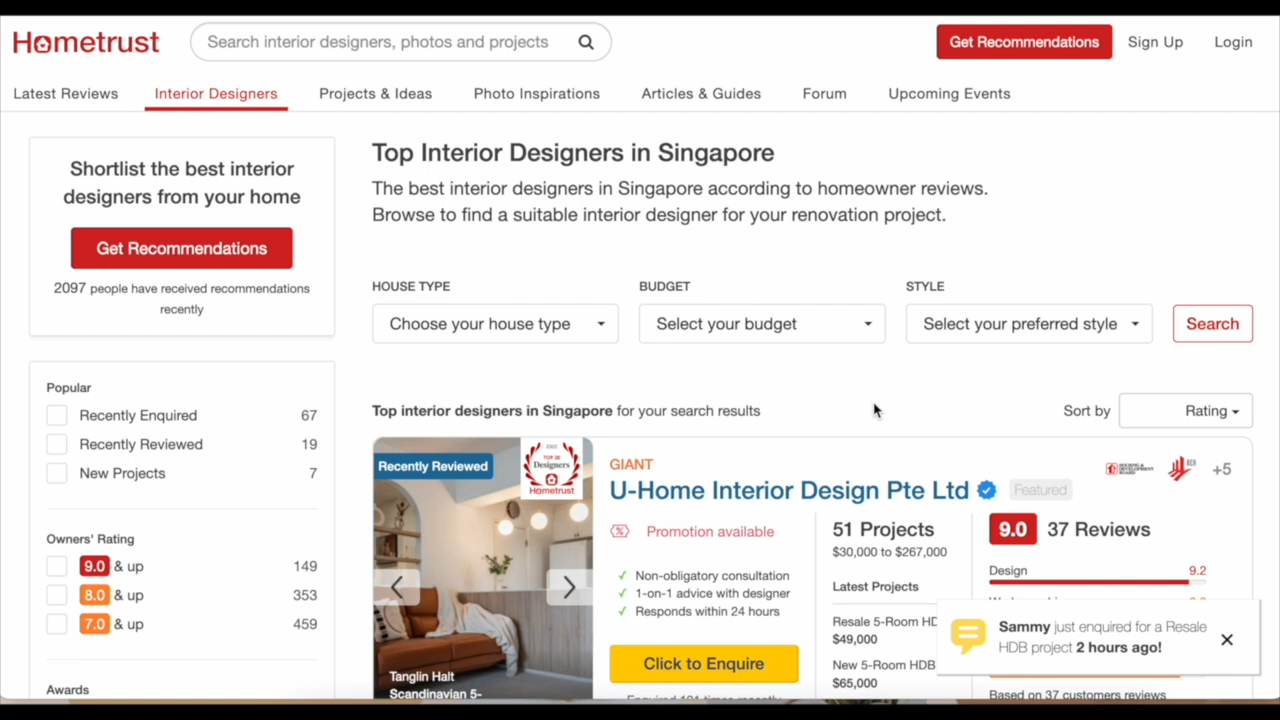 Hometrust
Search interior designers, photos and projects
Get Recommendations
Sign Up
Login
Latest Reviews
Interior Designers
Projects & Ideas
Photo Inspirations
Articles & Guides
Forum
Upcoming Events
Shortlist the best interior
designers from your home
Get Recommendations
2097 people have received recommendations
recently
Popular
Recently Enquired 67
Recently Reviewed 19
New Projects 7
Owners' Rating
9.0 & up 149
8.0 & up 353
7.0 & up 459
Awards
Top Interior Designers in Singapore
The best interior designers in Singapore according to homeowner reviews.
Browse to find a suitable interior designer for your renovation project.
HOUSE TYPE
Choose your house type
BUDGET
Select your budget
STYLE
Select your preferred style
Search
Top interior designers in Singapore for your search results
Sort by
Rating
Recently Reviewed
Designers
Hometrust
Tanglin Halt
Scandinavian 5-
GIANT
U-Home Interior Design Pte Ltd
Featured
+5
Promotion available
Non-obligatory consultation
1-on-1 advice with designer
Responds within 24 hours
Click to Enquire
51 Projects
$30,000 to $267,000
Latest Projects
Resale 5-Room HD
$49,000
New 5-Room HDB
$65,000
9.0 37 Reviews
Design 9.2
Sammy just enquired for a Resale
HDB project 2 hours ago!
Based on 37 customers reviews